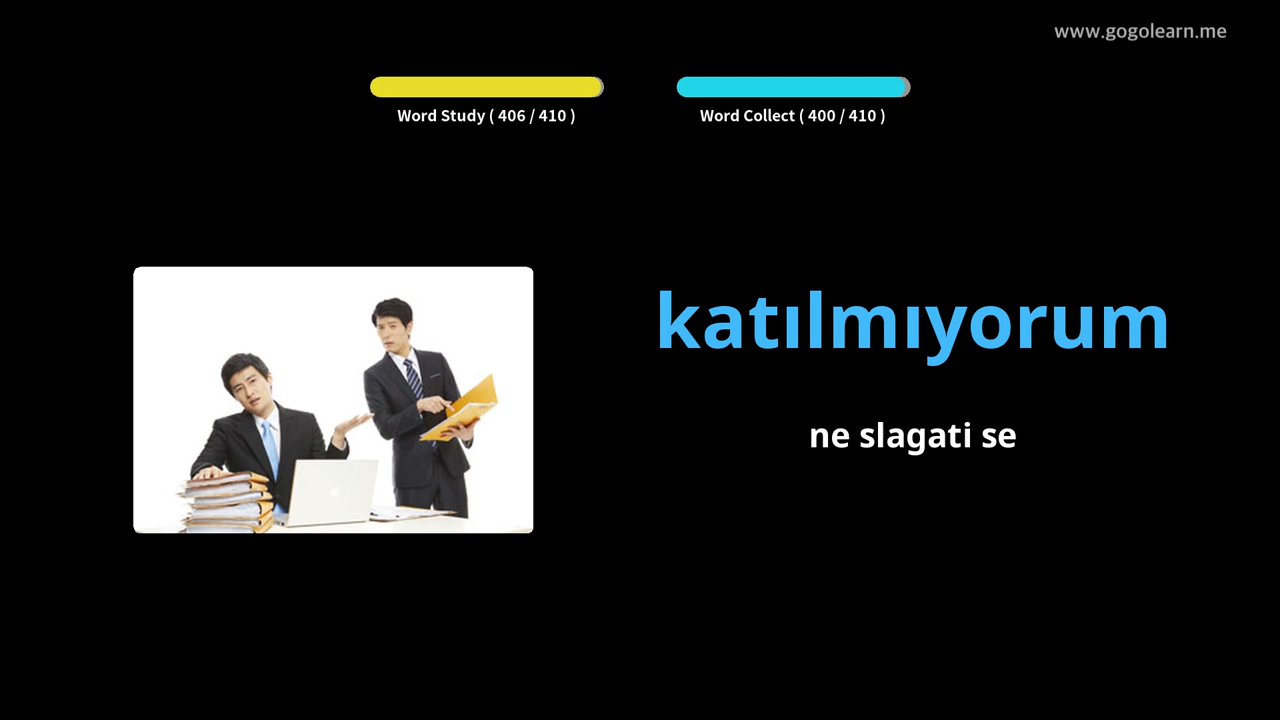 www.gogolearn.me
Word Study ( 406 / 410 )
Word Collect ( 400 / 410 )
katılmıyorum
ne slagati se